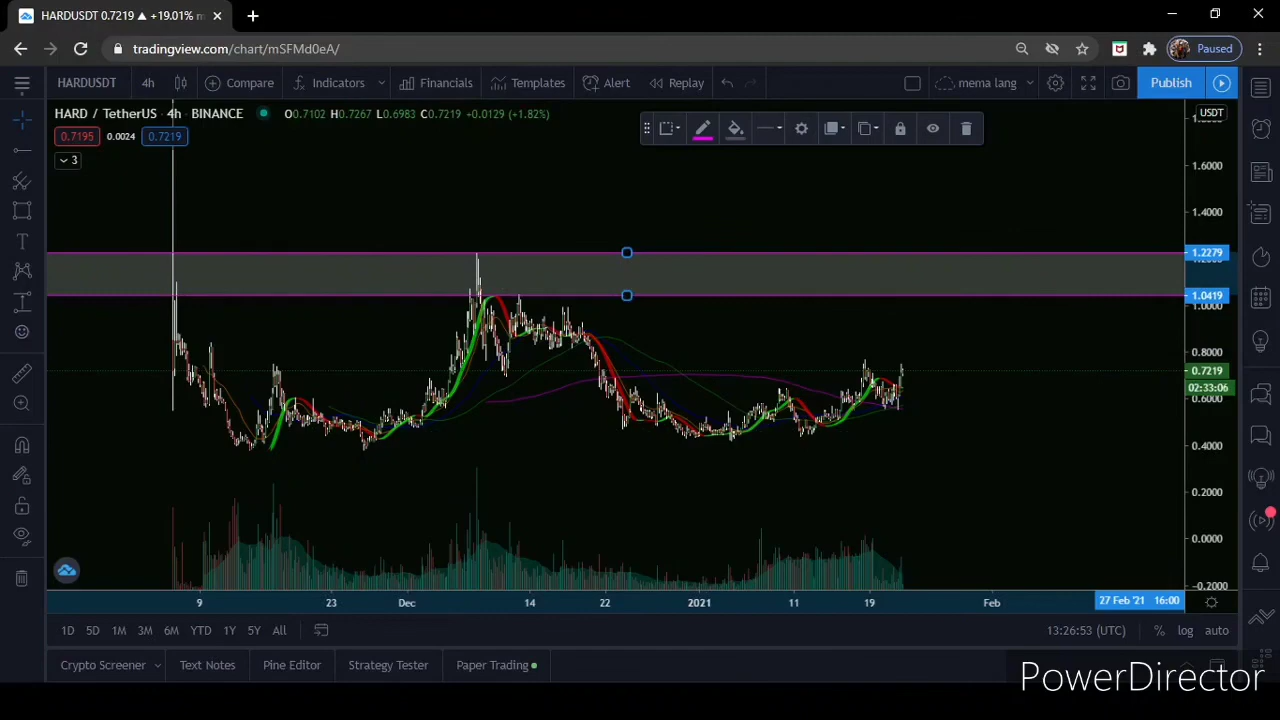 HARDUSDT 0.7219 ▲ +19.01%
tradingview.com/chart/mSFMd0eA/
Paused
HARDUSDT 4h Compare Indicators Financials Templates Alert Replay mema lang Publish
HARD / TetherUS 4h BINANCE O0.7102 H0.7267 L0.6983 C0.7219 +0.0129 (+1.82%)
USDT
0.7195 0.0024 0.7219
3
1.6000
1.4000
1.2279
1.0419
1.0000
0.8000
0.7219
02:33:06
0.6000
0.4000
0.2000
0.0000
-0.2000
9 23 Dec 14 22 2021 11 19 Feb 27 Feb '21 16:00
1D 5D 1M 3M 6M YTD 1Y 5Y All 13:26:53 (UTC) % log auto
Crypto Screener Text Notes Pine Editor Strategy Tester Paper Trading
PowerDirector